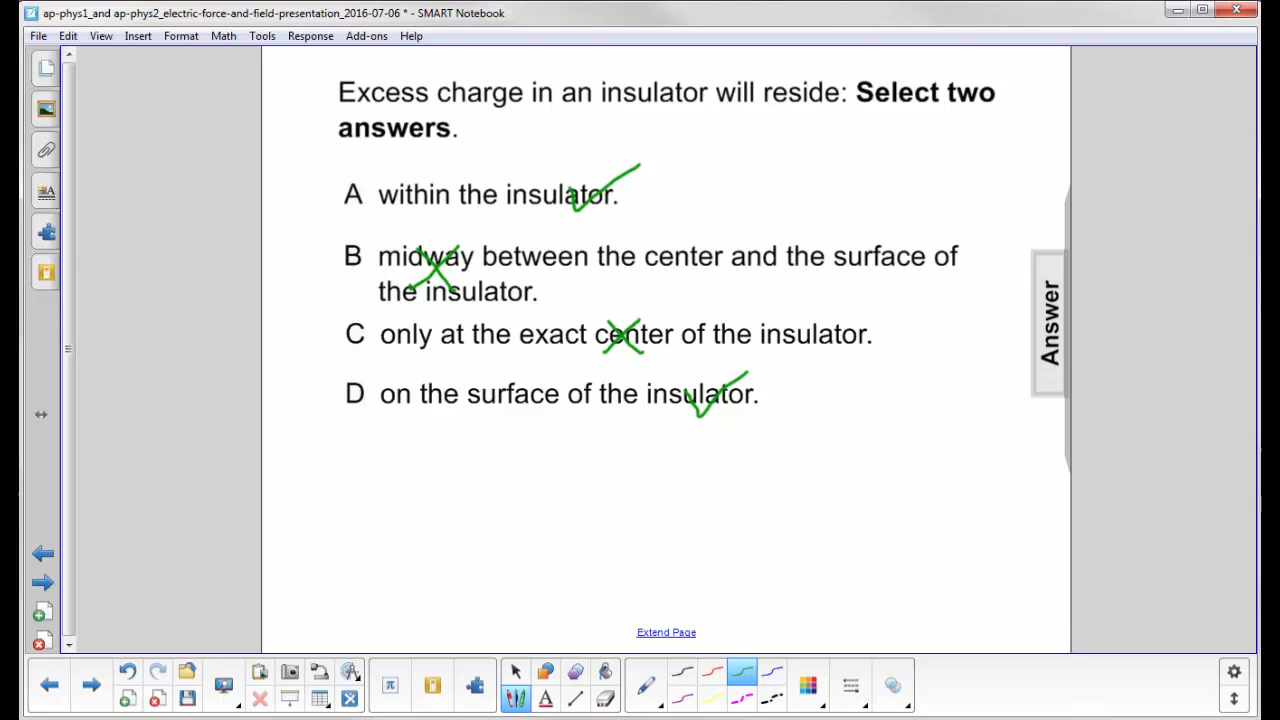 ap-phys1_and ap-phys2_electric-force-and-field-presentation_2016-07-06 * - SMART Notebook
File Edit View Insert Format Math Tools Response Add-ons Help
Excess charge in an insulator will reside: Select two
answers.
A within the insulator.
B midway between the center and the surface of
the insulator.
C only at the exact center of the insulator.
D on the surface of the insulator.
Answer
Extend Page